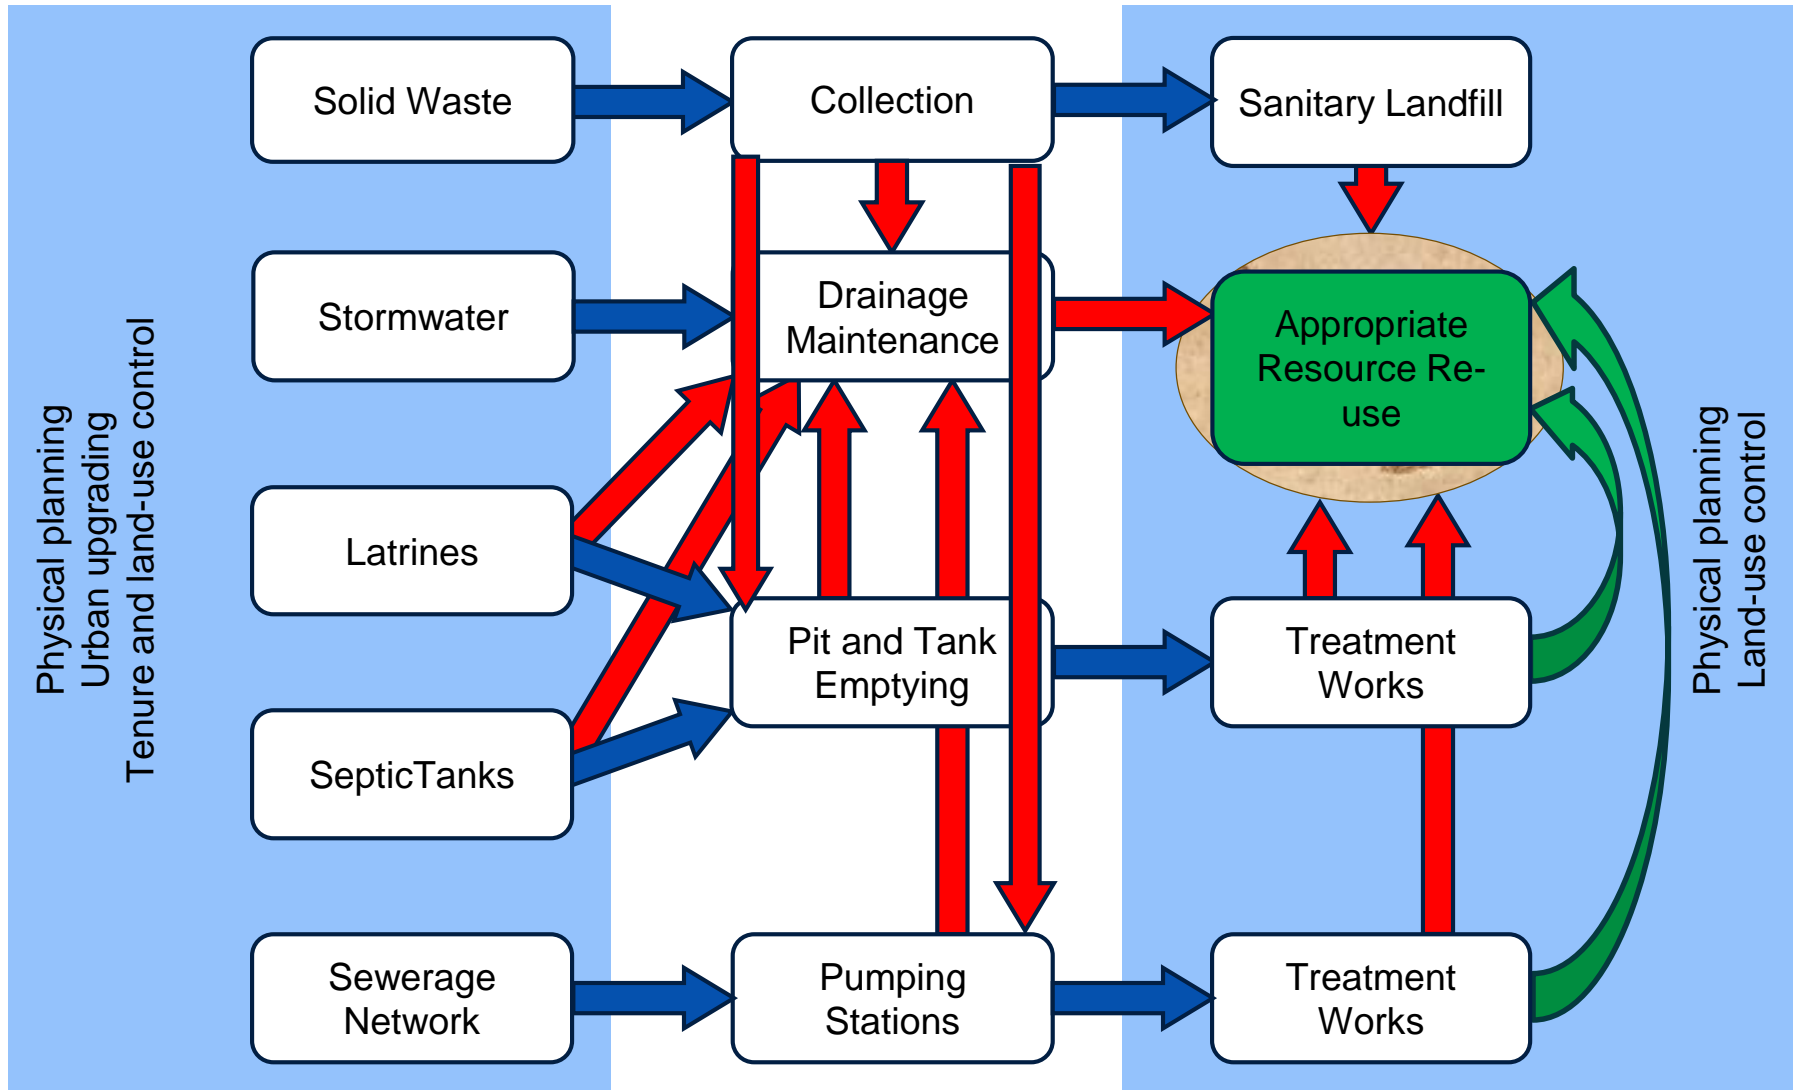 Physical planning
Urban upgrading
Tenure and land-use control
Solid Waste
Collection
Sanitary Landfill
Stormwater
Drainage
Maintenance
Appropriate
Resource Re-
use
Latrines
Pit and Tank
Emptying
Treatment
Works
SepticTanks
Sewerage
Network
Pumping
Stations
Treatment
Works
Physical planning
Land-use control